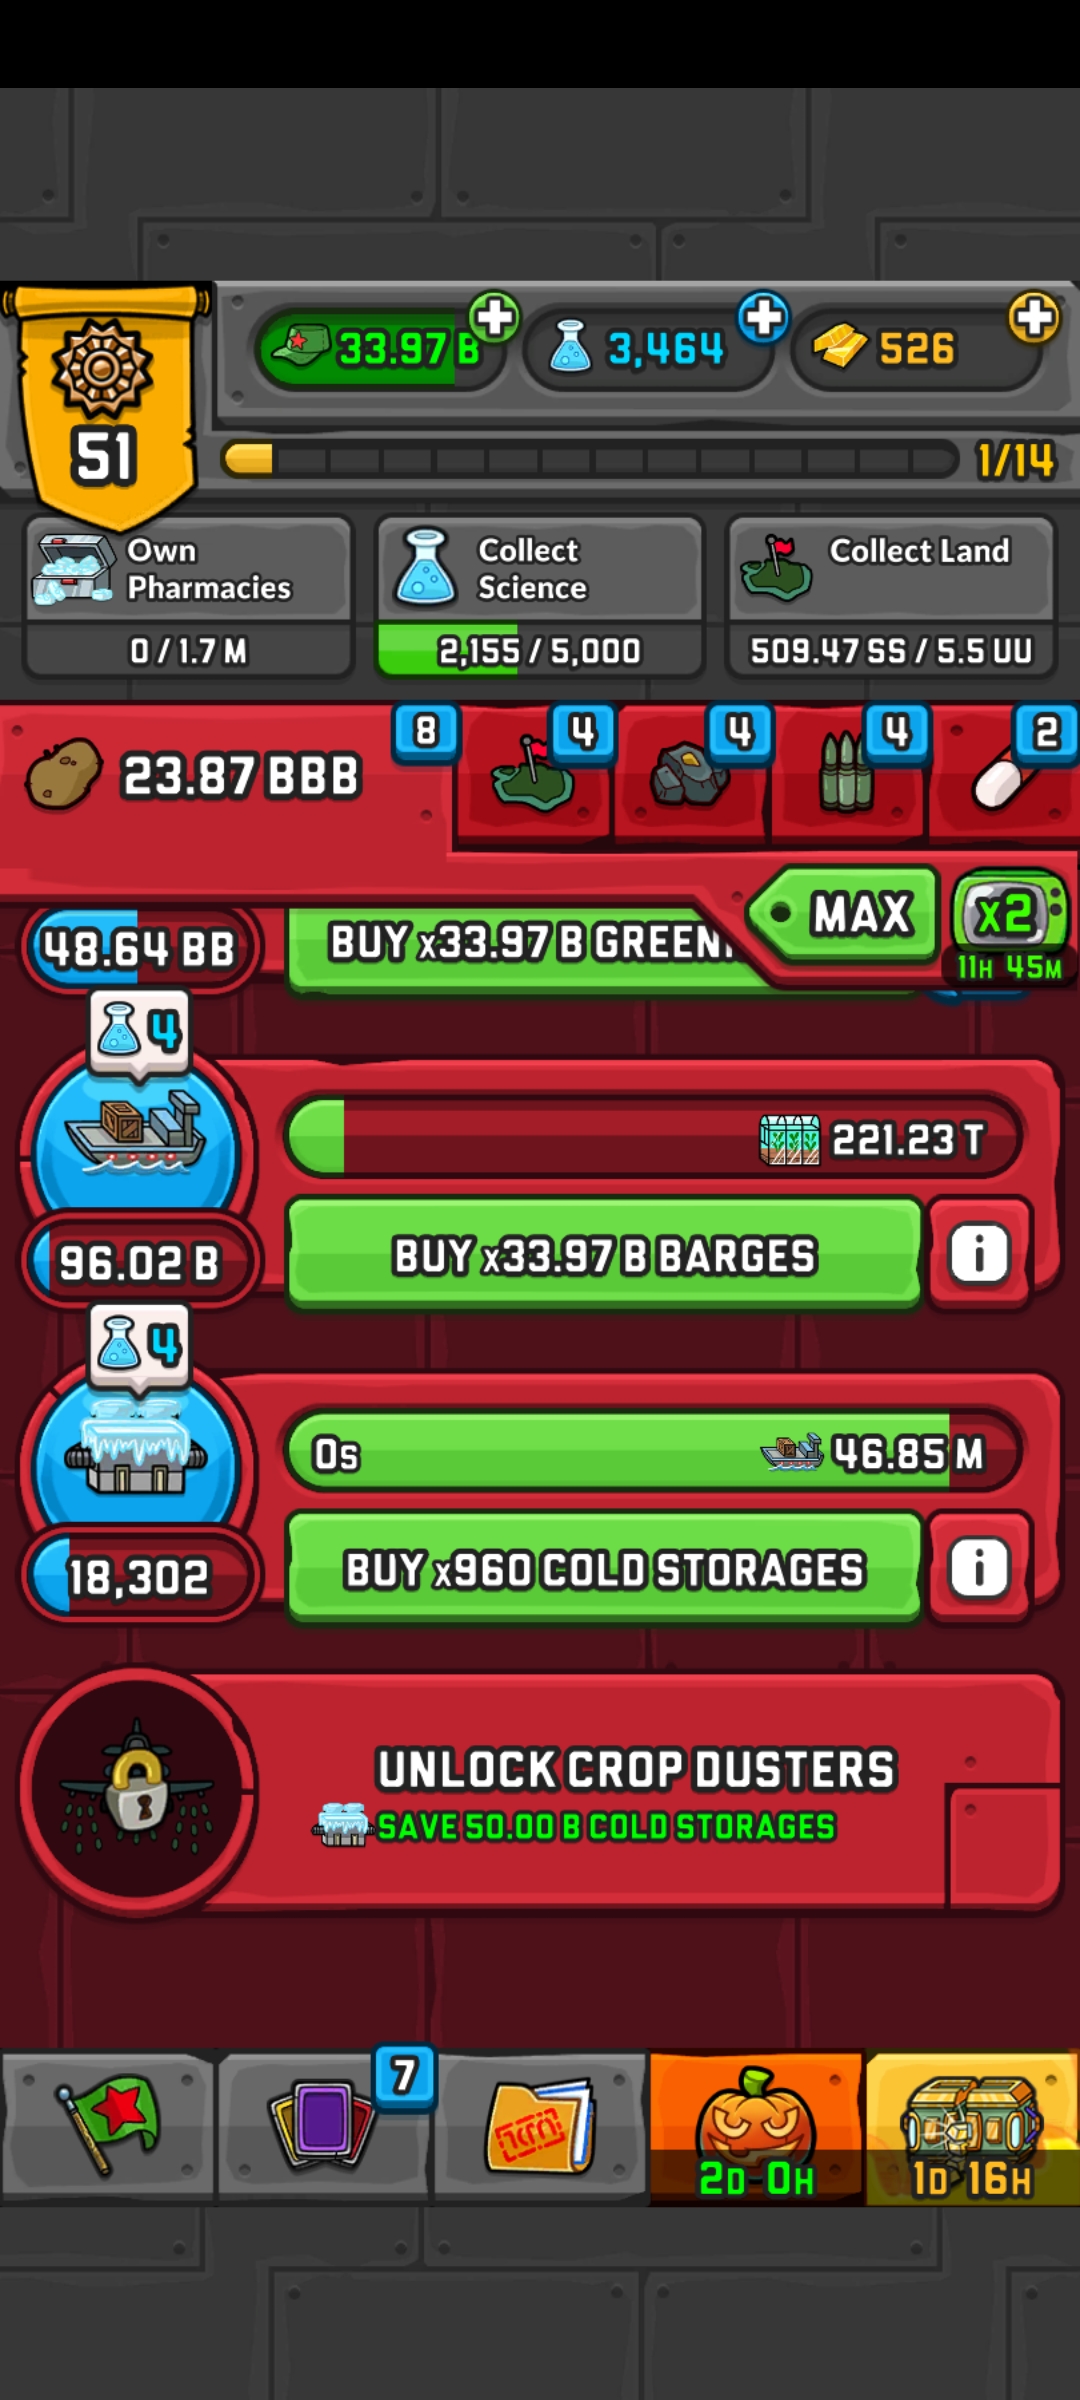 33.97 B
3,464
526
51
1/14
Own
Pharmacies
0 / 1.7 M
Collect
Science
2,155 / 5,000
Collect Land
509.47 SS / 5.5 UU
23.87 BBB
8
4
4
4
2
MAX
x2
11H 45M
48.64 BB
BUY x33.97 B
4
221.23 T
BUY x33.97 B BARGES
i
96.02 B
4
0s
46.85 M
BUY x960 COLD STORAGES
i
18,302
UNLOCK CROP DUSTERS
SAVE 50.00 B COLD STORAGES
7
2D 0H
1D 16H